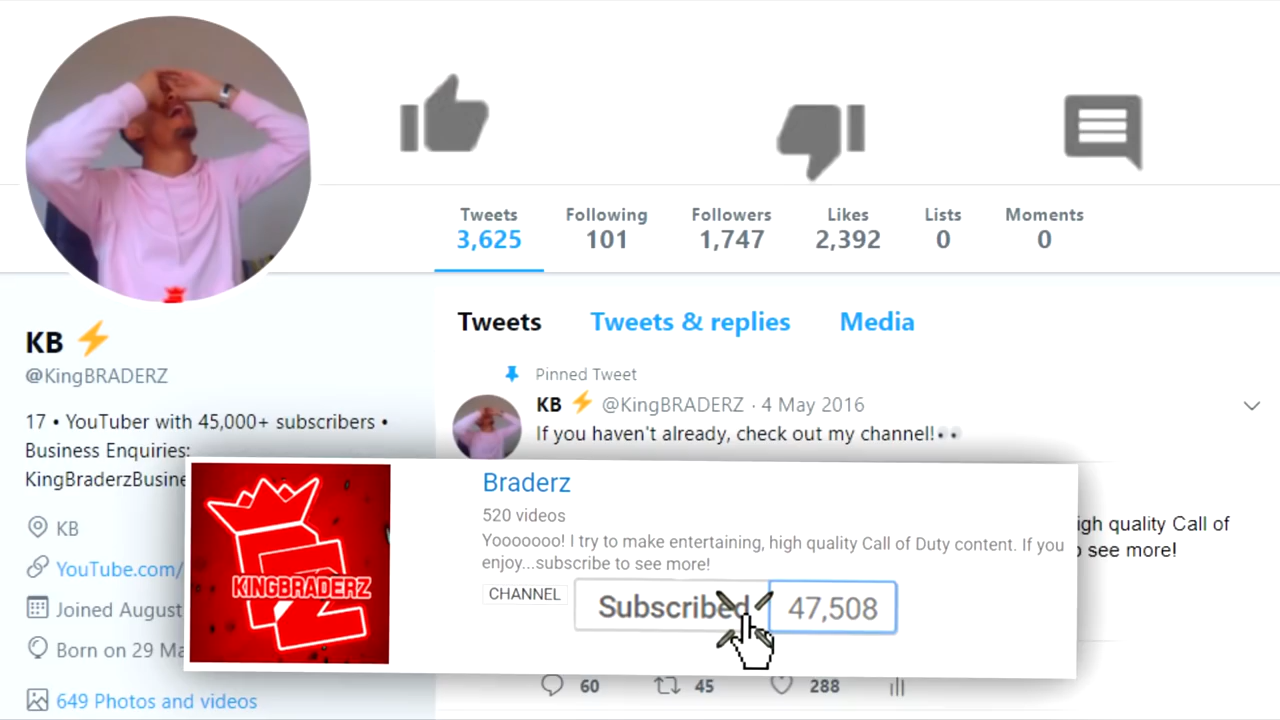 Tweets Following Followers Likes Lists Moments
3,625 101 1,747 2,392 0 0
KB ⚡
@KingBRADERZ
17 • YouTuber with 45,000+ subscribers •
Business Enquiries:
KingBraderzBusine
KB
YouTube.com/
Joined August
Born on 29 Ma
649 Photos and videos
Tweets Tweets & replies Media
Pinned Tweet
KB ⚡ @KingBRADERZ · 4 May 2016
If you haven't already, check out my channel!👀
KINGBRADERZ
Braderz
520 videos
Yooooooo! I try to make entertaining, high quality Call of Duty content. If you
enjoy...subscribe to see more!
CHANNEL Subscribed 47,508
igh quality Call of
see more!
60 45 288